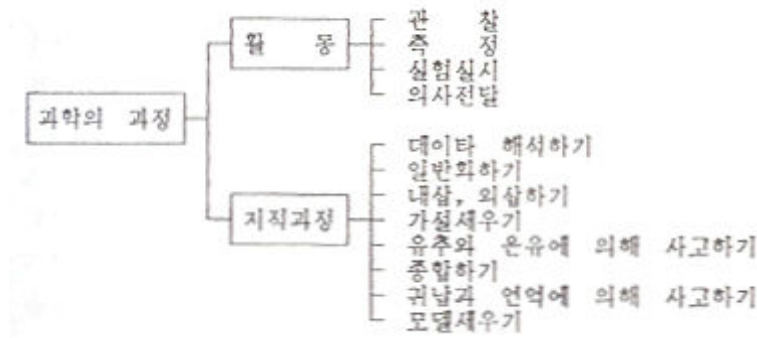 관 찰
활 동
측 정
실험실시
의사전달
과학의 과정
데이타 해석하기
일반화하기
내삽, 외삽하기
지적과정
가설세우기
유추와 은유에 의해 사고하기
종합하기
귀납과 연역에 의해 사고하기
모델세우기